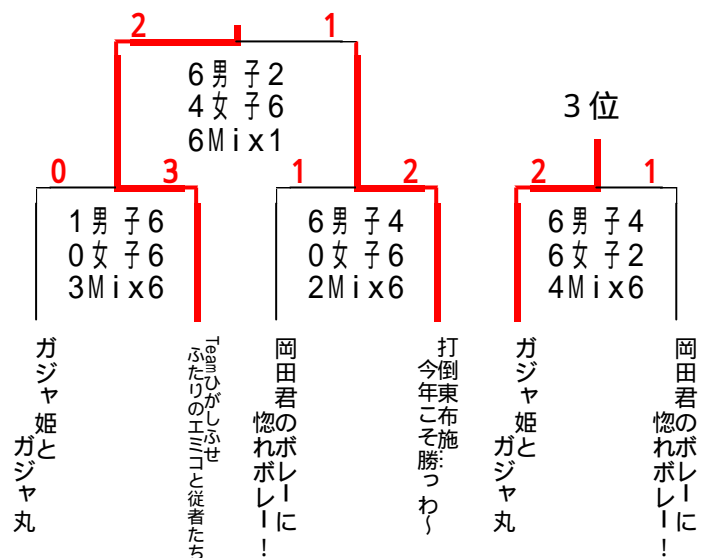 2 1
6男子2
4女子6
6Mix1
3位
0 3 1 2 2 1
1男子6
0女子6
3Mix6
6男子4
0女子6
2Mix6
6男子4
6女子2
4Mix6
ガジャ姫と
ガジャ丸
Teamひがしふせ
ふたりのエミコと従者たち
岡田君のボレーに
惚れボレー!
打倒東布施…
今年こそ勝っわ~
ガジャ姫と
ガジャ丸
岡田君のボレーに
惚れボレー!